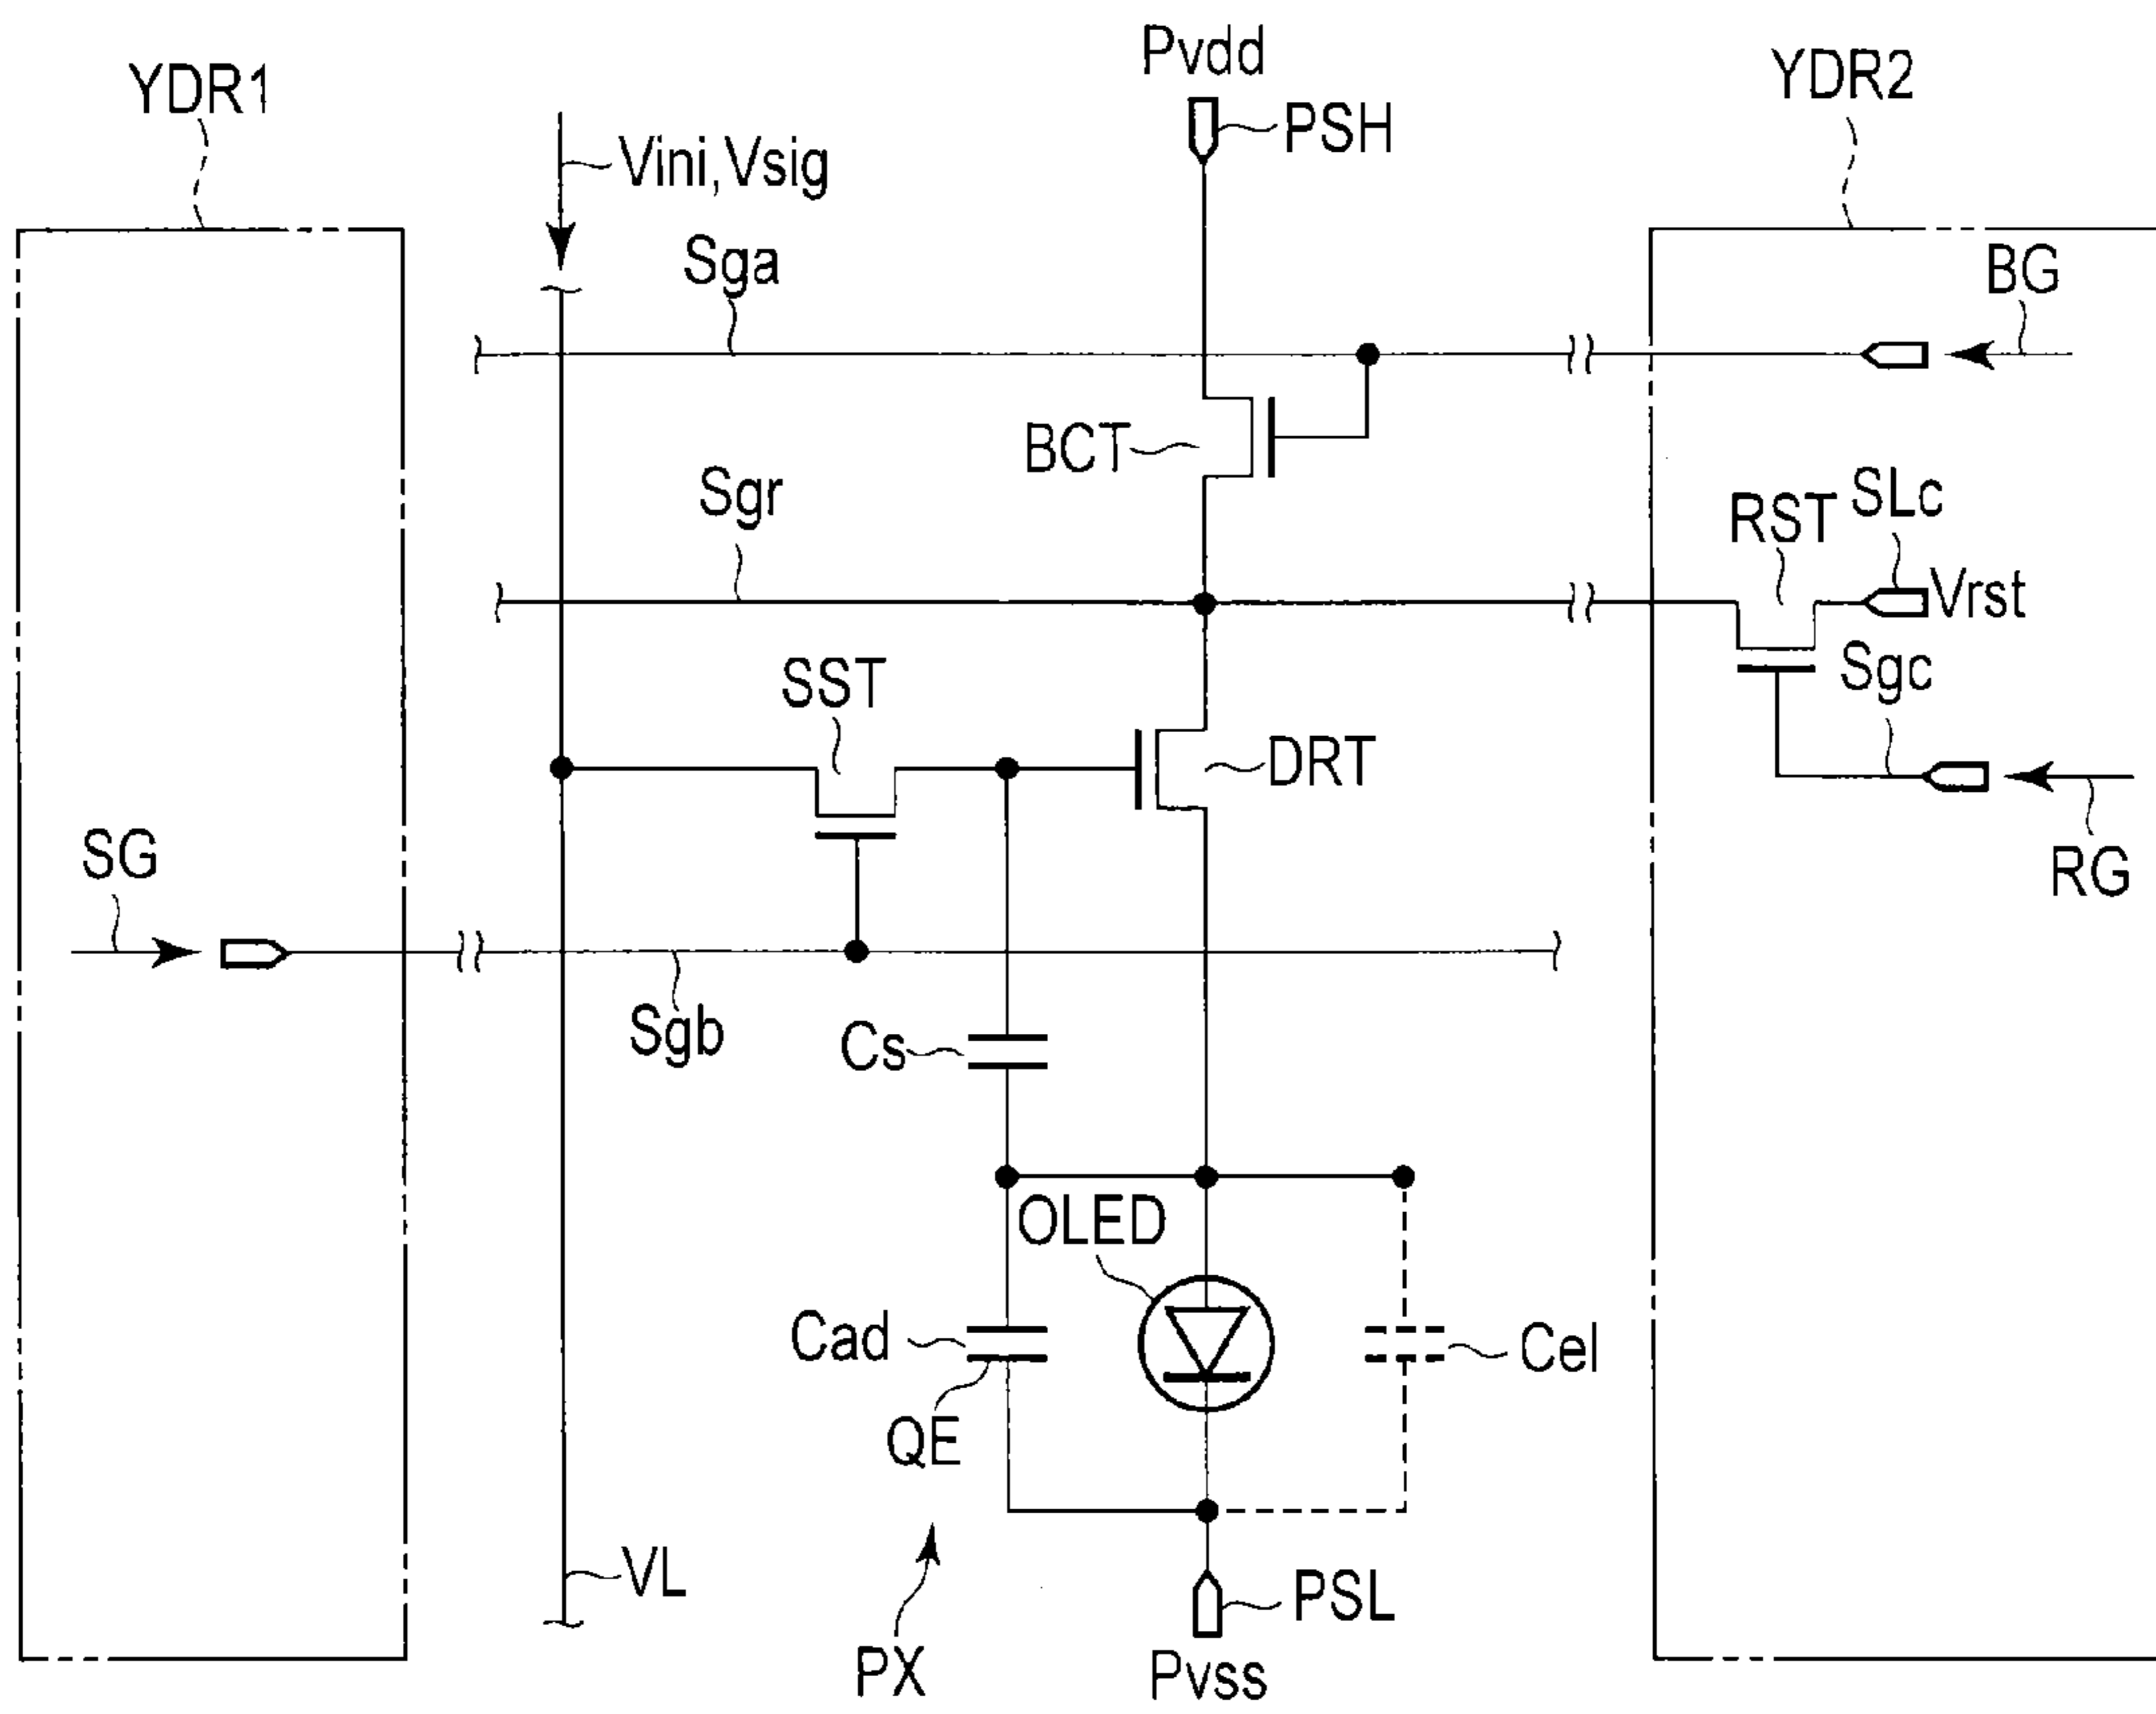 Pvdd
YDR1
YDR2
PSH
Vini,Vsig
Sga
BG
BCT
Sgr
RST
SLc
Vrst
SST
Sgc
DRT
SG
RG
Sgb
Cs
OLED
Cad
Cel
QE
VL
PSL
PX
Pvss